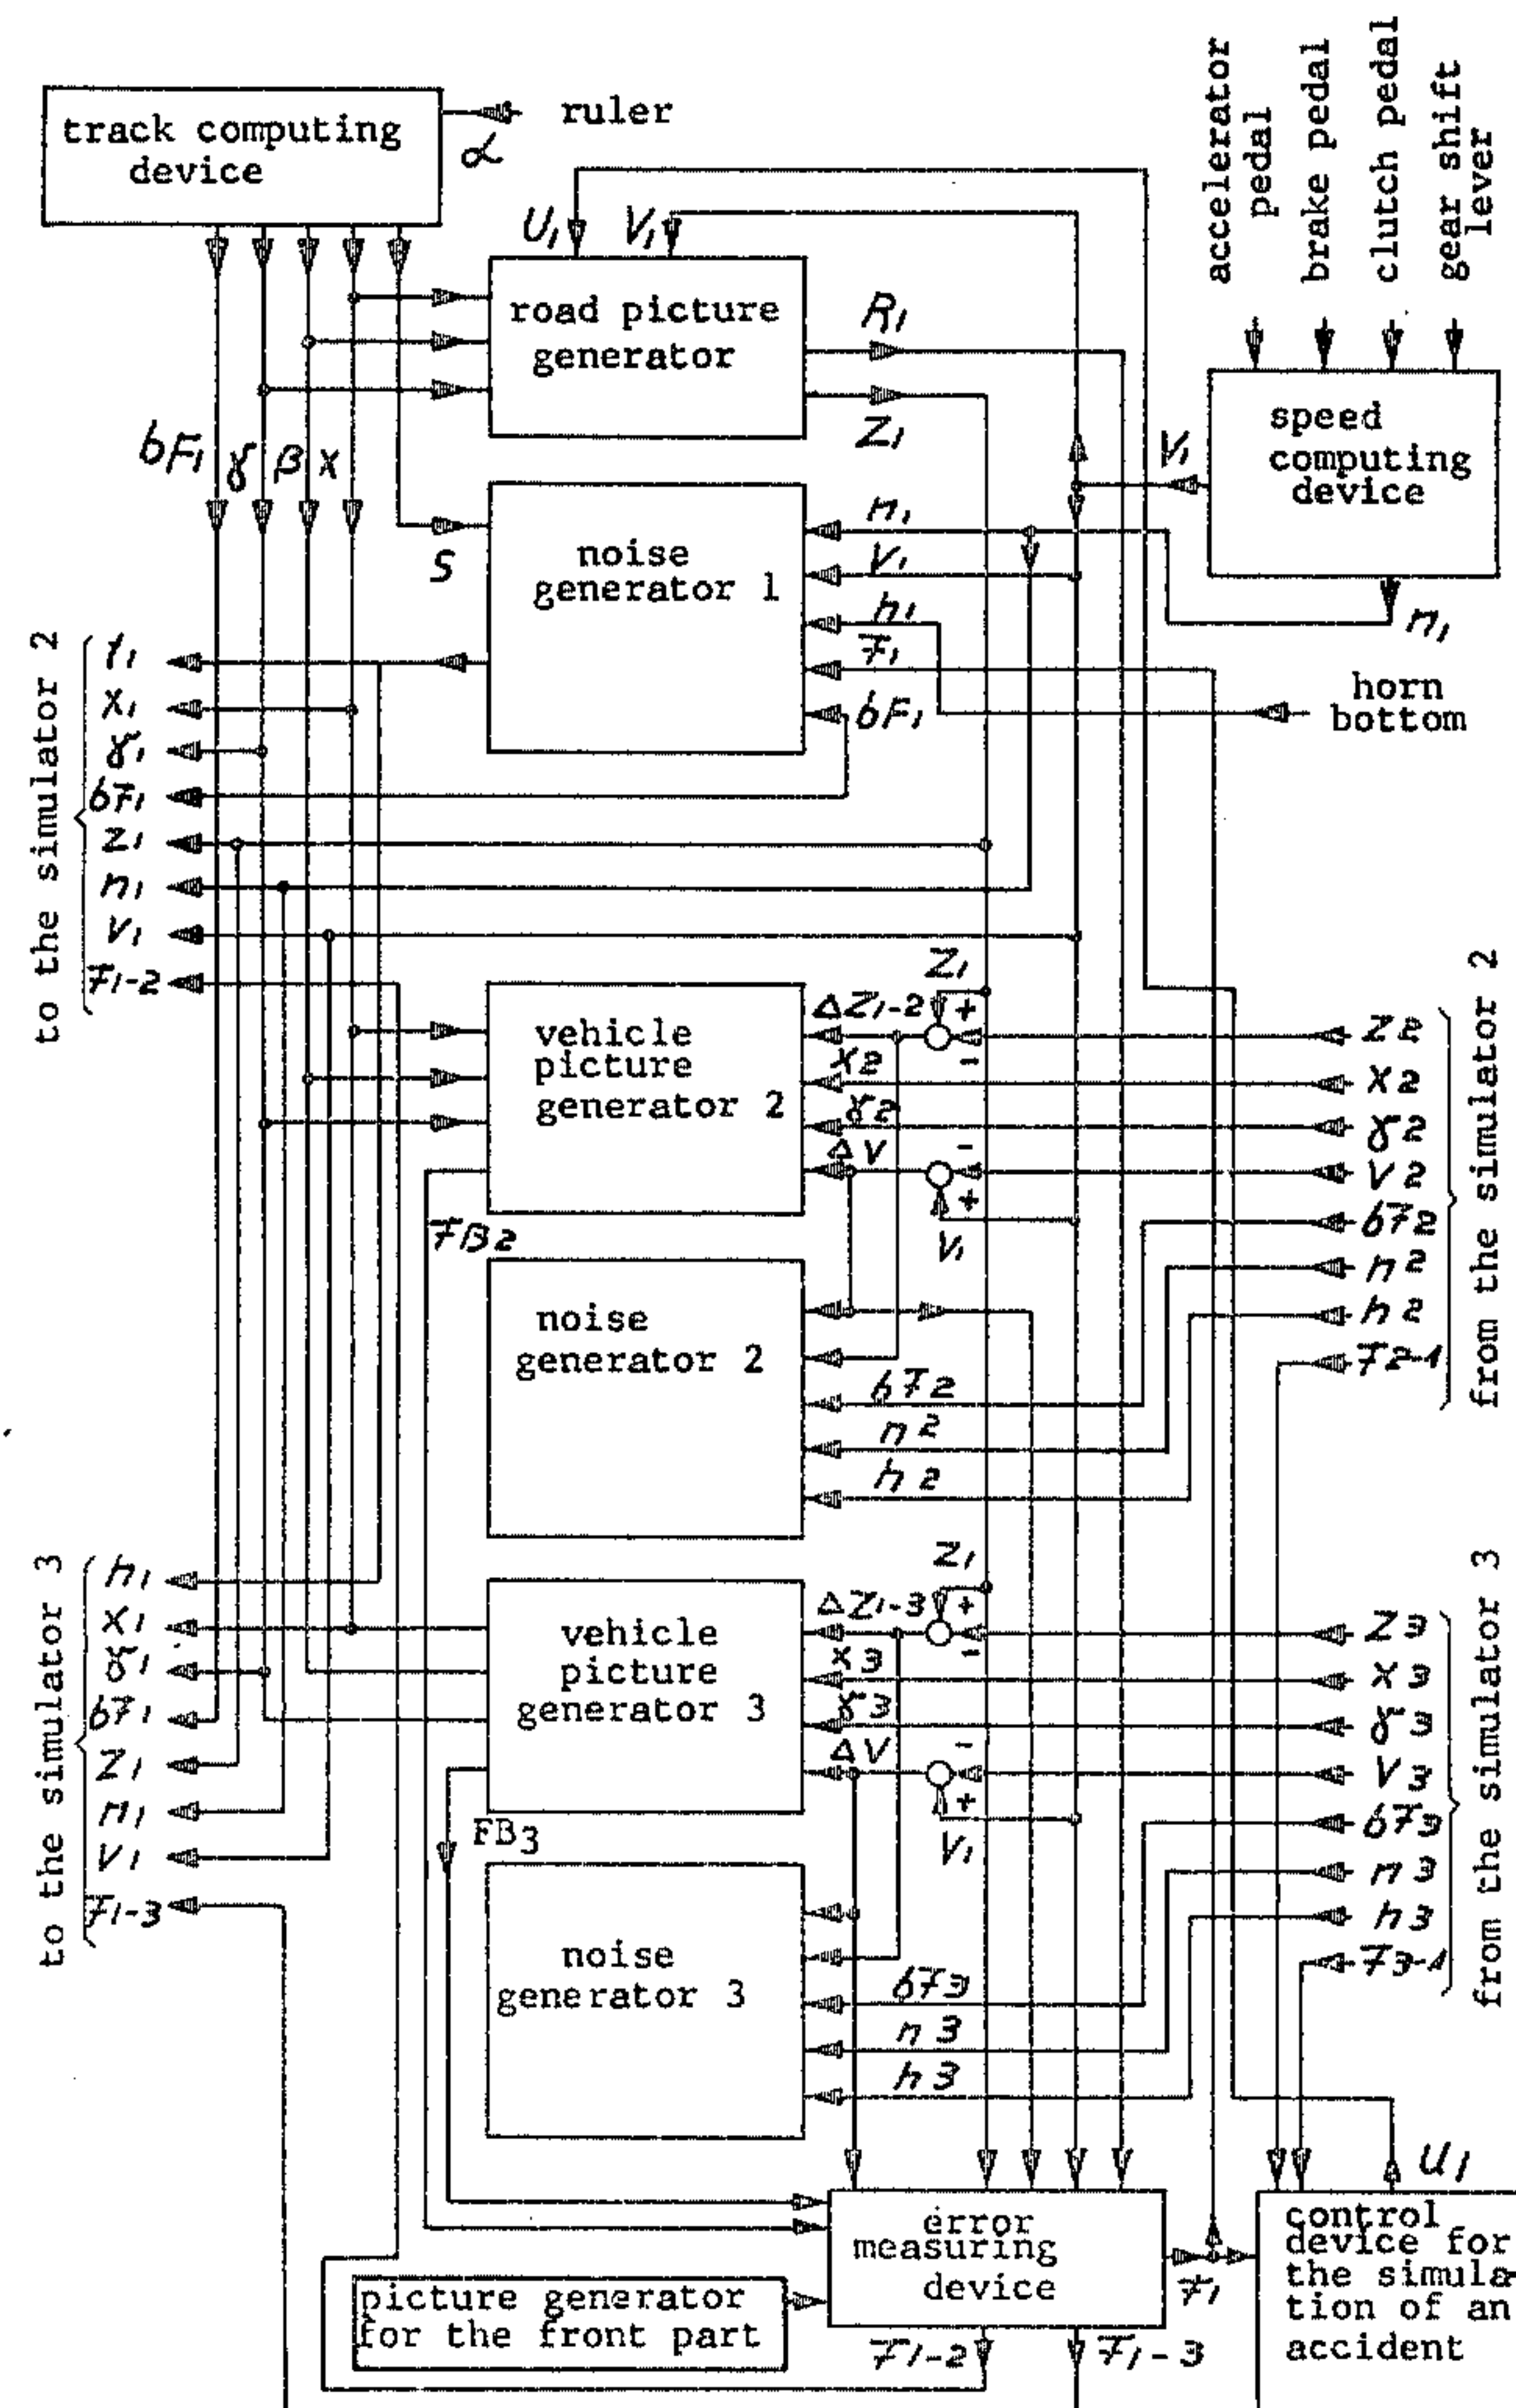 accelerator
pedal
brake pedal
clutch pedal
gear shift
lever
track computing
device
ruler
α
U₁ V₁
road picture
generator
R₁
Z₁
bF₁ γ β x
speed
computing
device
V₁
n₁
S
noise
generator 1
n₁
V₁
h₁
F₁
bF₁
horn
bottom
to the simulator 2
x₁
γ₁
bF₁
Z₁
n₁
V₁
F₁-2
vehicle
picture
generator 2
Z₁
+
ΔZ₁-2
-
x2
γ2
ΔV
-
+
V₁
FB2
from the simulator 2
Z2
x2
γ2
V2
bF2
n2
h2
F2-1
noise
generator 2
bF2
n2
h2
to the simulator 3
h₁
x₁
γ₁
bF₁
Z₁
n₁
V₁
F₁-3
vehicle
picture
generator 3
Z₁
+
ΔZ₁-3
-
x3
γ3
ΔV
-
+
V₁
FB₃
from the simulator 3
Z3
x3
γ3
V3
bF3
n3
h3
F3-1
noise
generator 3
bF3
n3
h3
error
measuring
device
F₁
U₁
control
device for
the simula-
tion of an
accident
picture generator
for the front part
F₁-2
F₁-3